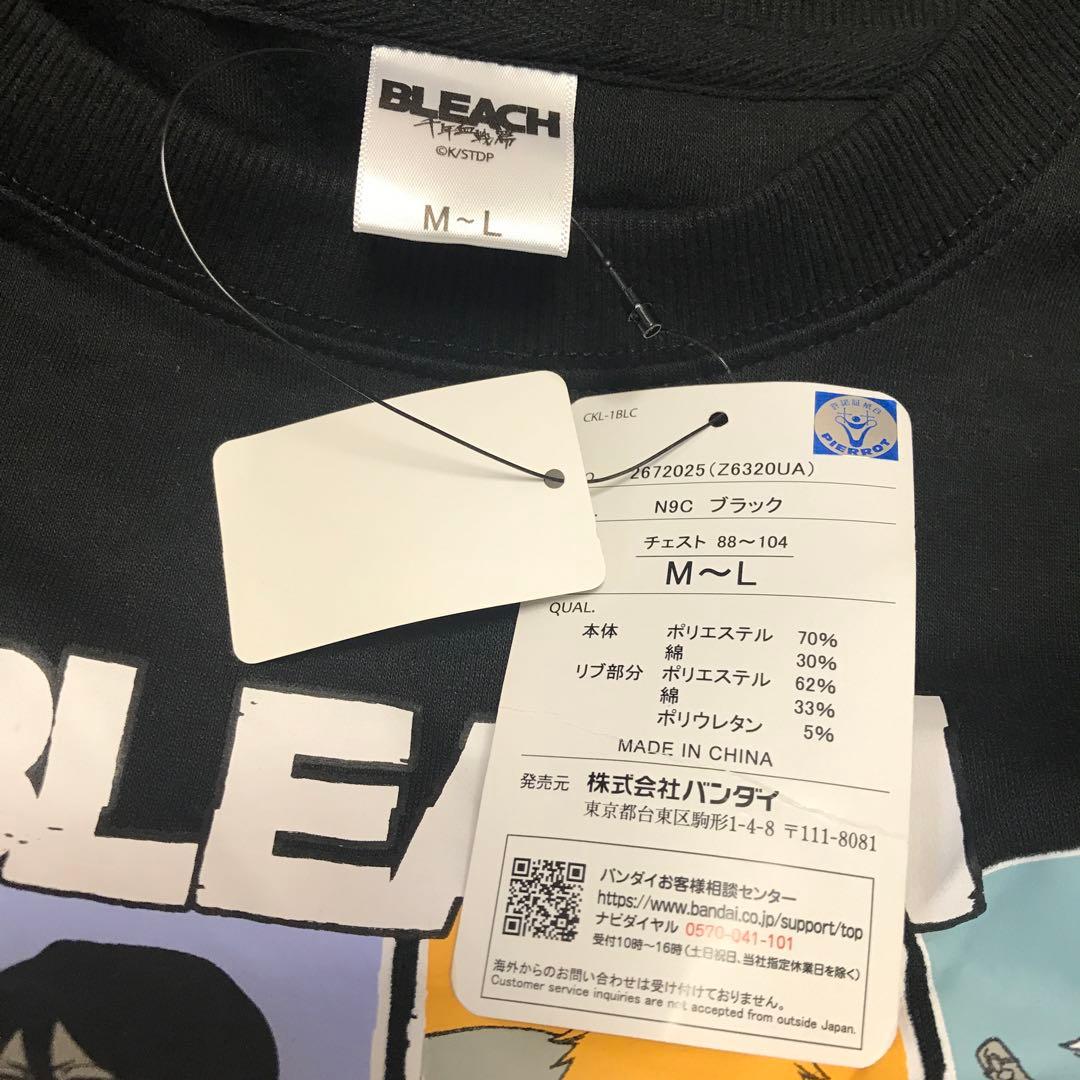 BLEACH
千年血戦篇
©K/STDP
M~L
CKL-1BLC
許諾証紙
PIERROT
2672025(Z6320UA)
N9C ブラック
チェスト 88〜104
M〜L
QUAL.
本体 ポリエステル 70%
綿 30%
リブ部分 ポリエステル 62%
綿 33%
ポリウレタン 5%
MADE IN CHINA
発売元 株式会社バンダイ
東京都台東区駒形1-4-8 〒111-8081
バンダイお客様相談センター
https://www.bandai.co.jp/support/top
ナビダイヤル 0570-041-101
受付10時〜16時(土日祝日、当社指定休業日を除く)
海外からのお問い合わせは受け付けておりません。
Customer service inquiries are not accepted from outside Japan.
BLEA